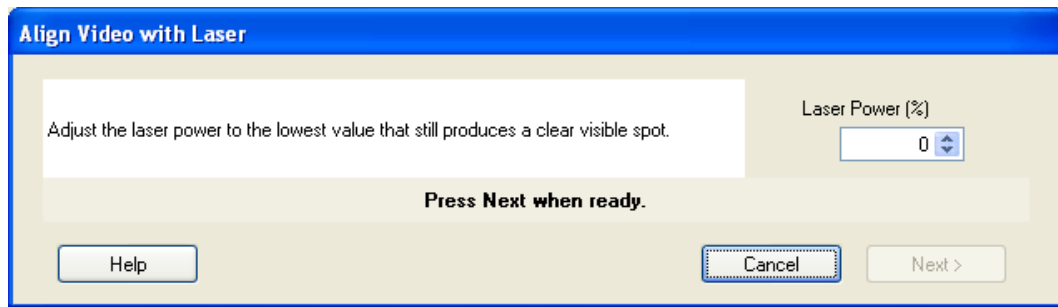 Align Video with Laser
Adjust the laser power to the lowest value that still produces a clear visible spot.
Laser Power (%)
0
Press Next when ready.
Help
Cancel
Next >